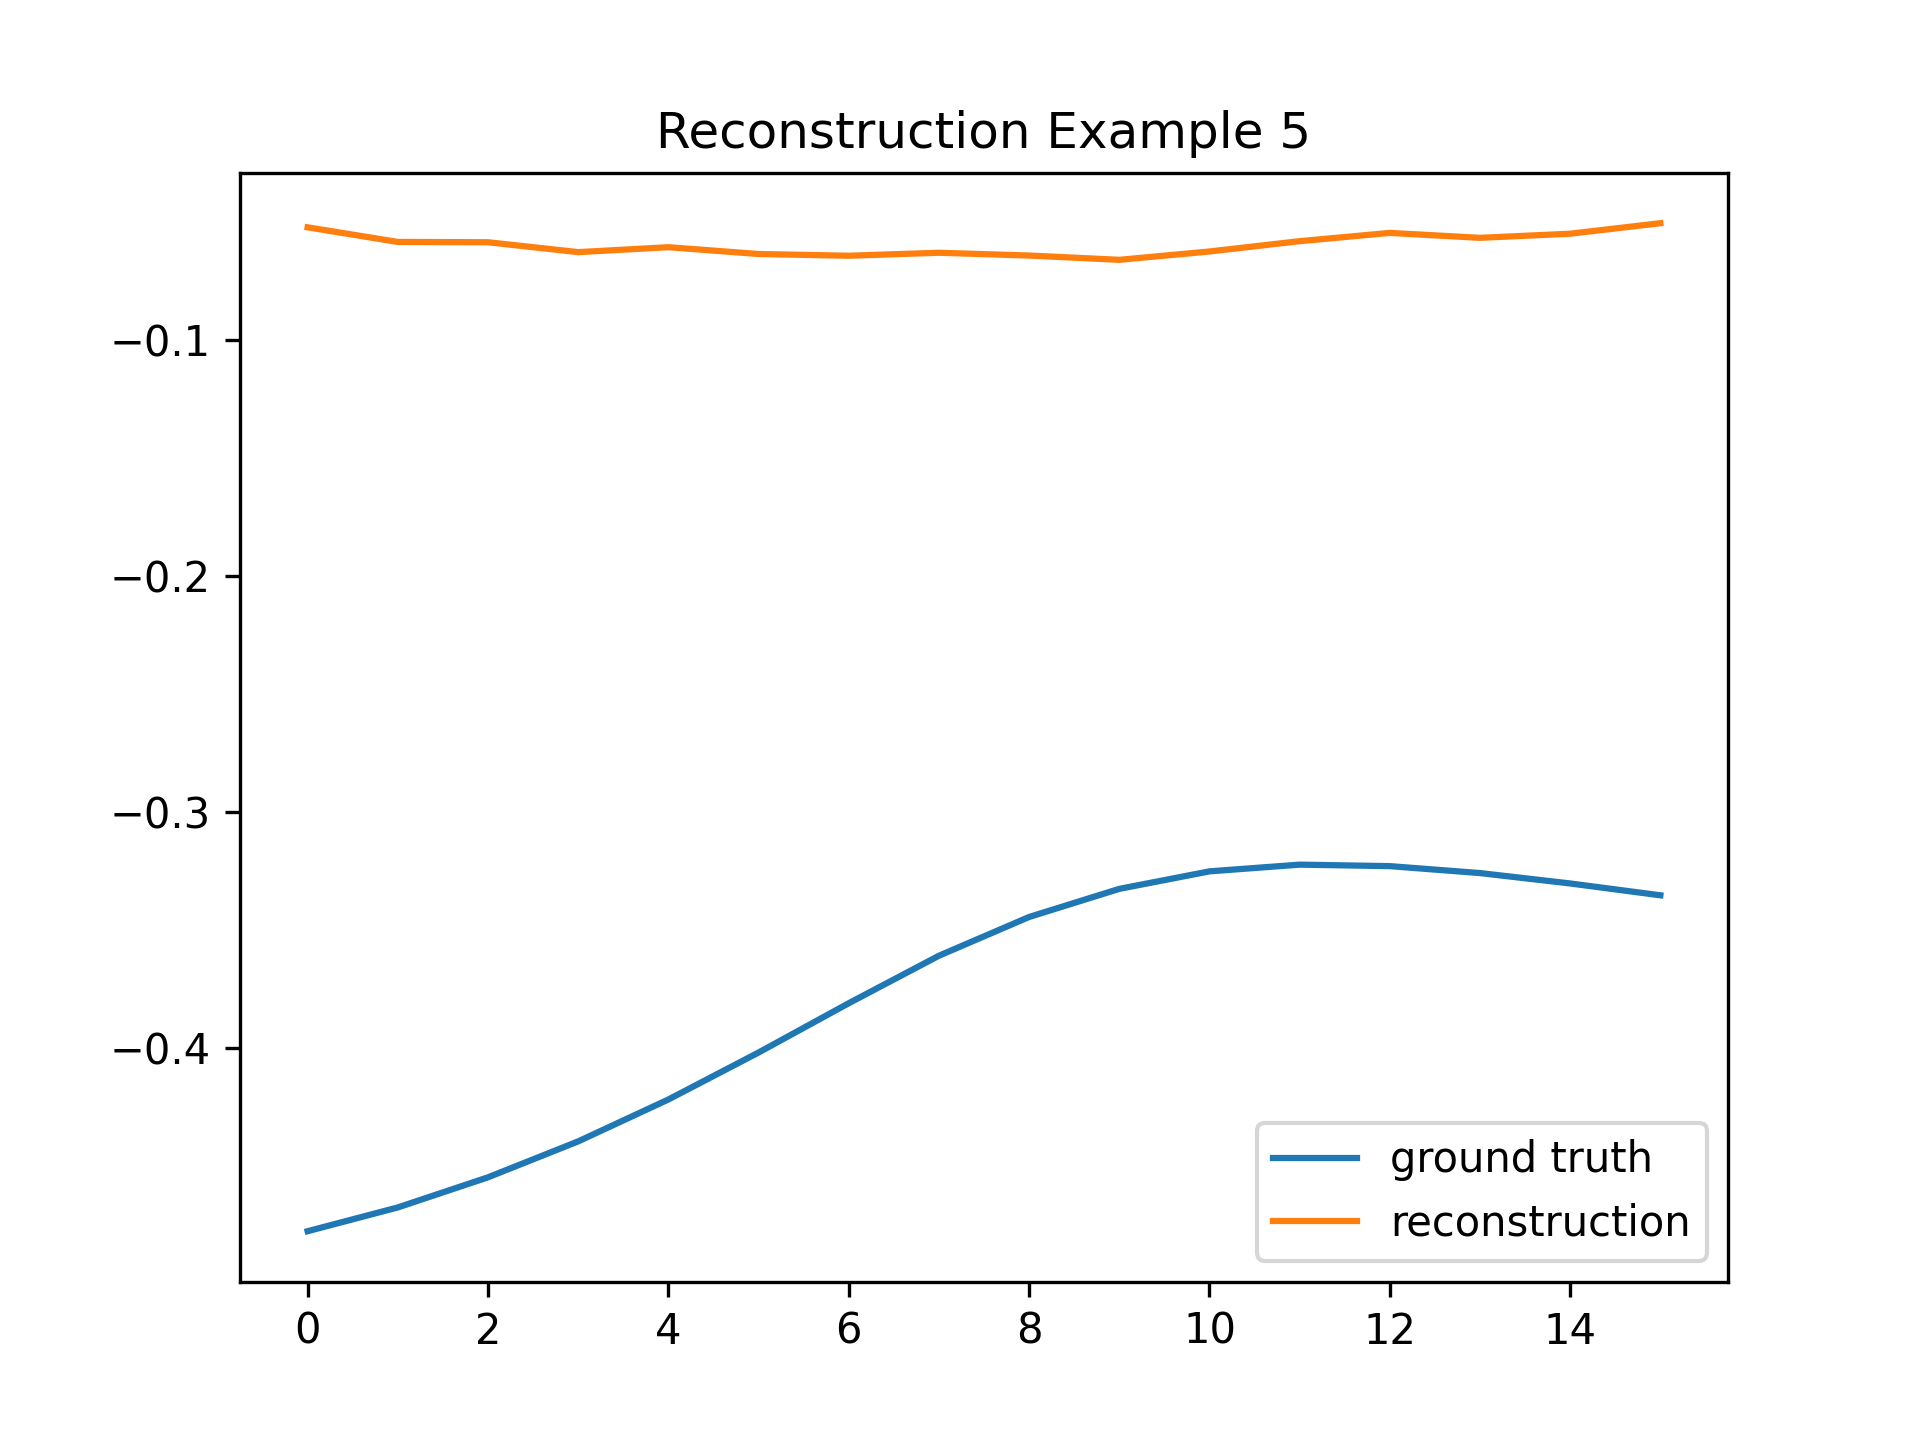 Reconstruction Example 5
−0.1
−0.2
−0.3
−0.4
ground truth
reconstruction
0 2 4 6 8 10 12 14